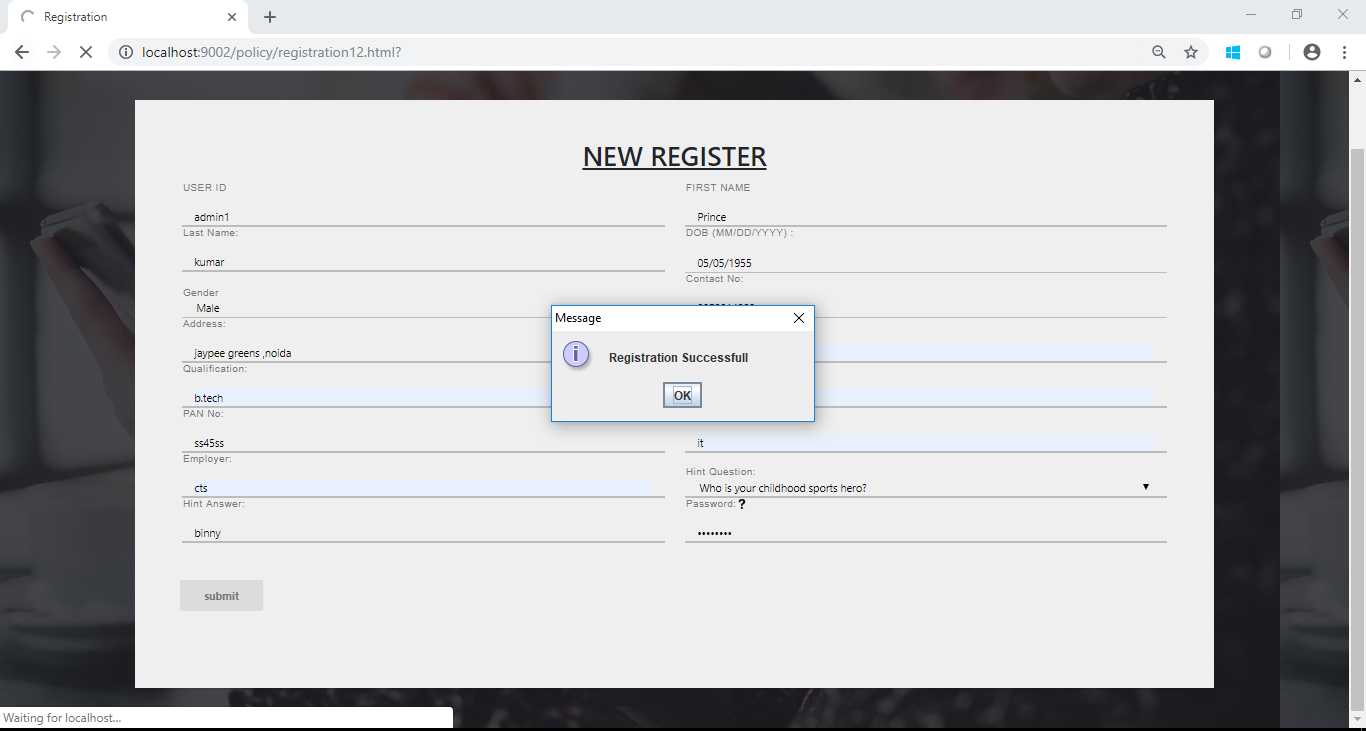 Registration
localhost:9002/policy/registration12.html?
NEW REGISTER
USER ID
FIRST NAME
admin1
Prince
Last Name:
DOB (MM/DD/YYYY) :
kumar
05/05/1955
Contact No:
Gender
Male
Address:
jaypee greens ,noida
Qualification:
b.tech
PAN No:
ss45ss
it
Employer:
Hint Question:
cts
Who is your childhood sports hero?
Hint Answer:
Password: ?
binny
••••••••
submit
Message
Registration Successfull
OK
Waiting for localhost...